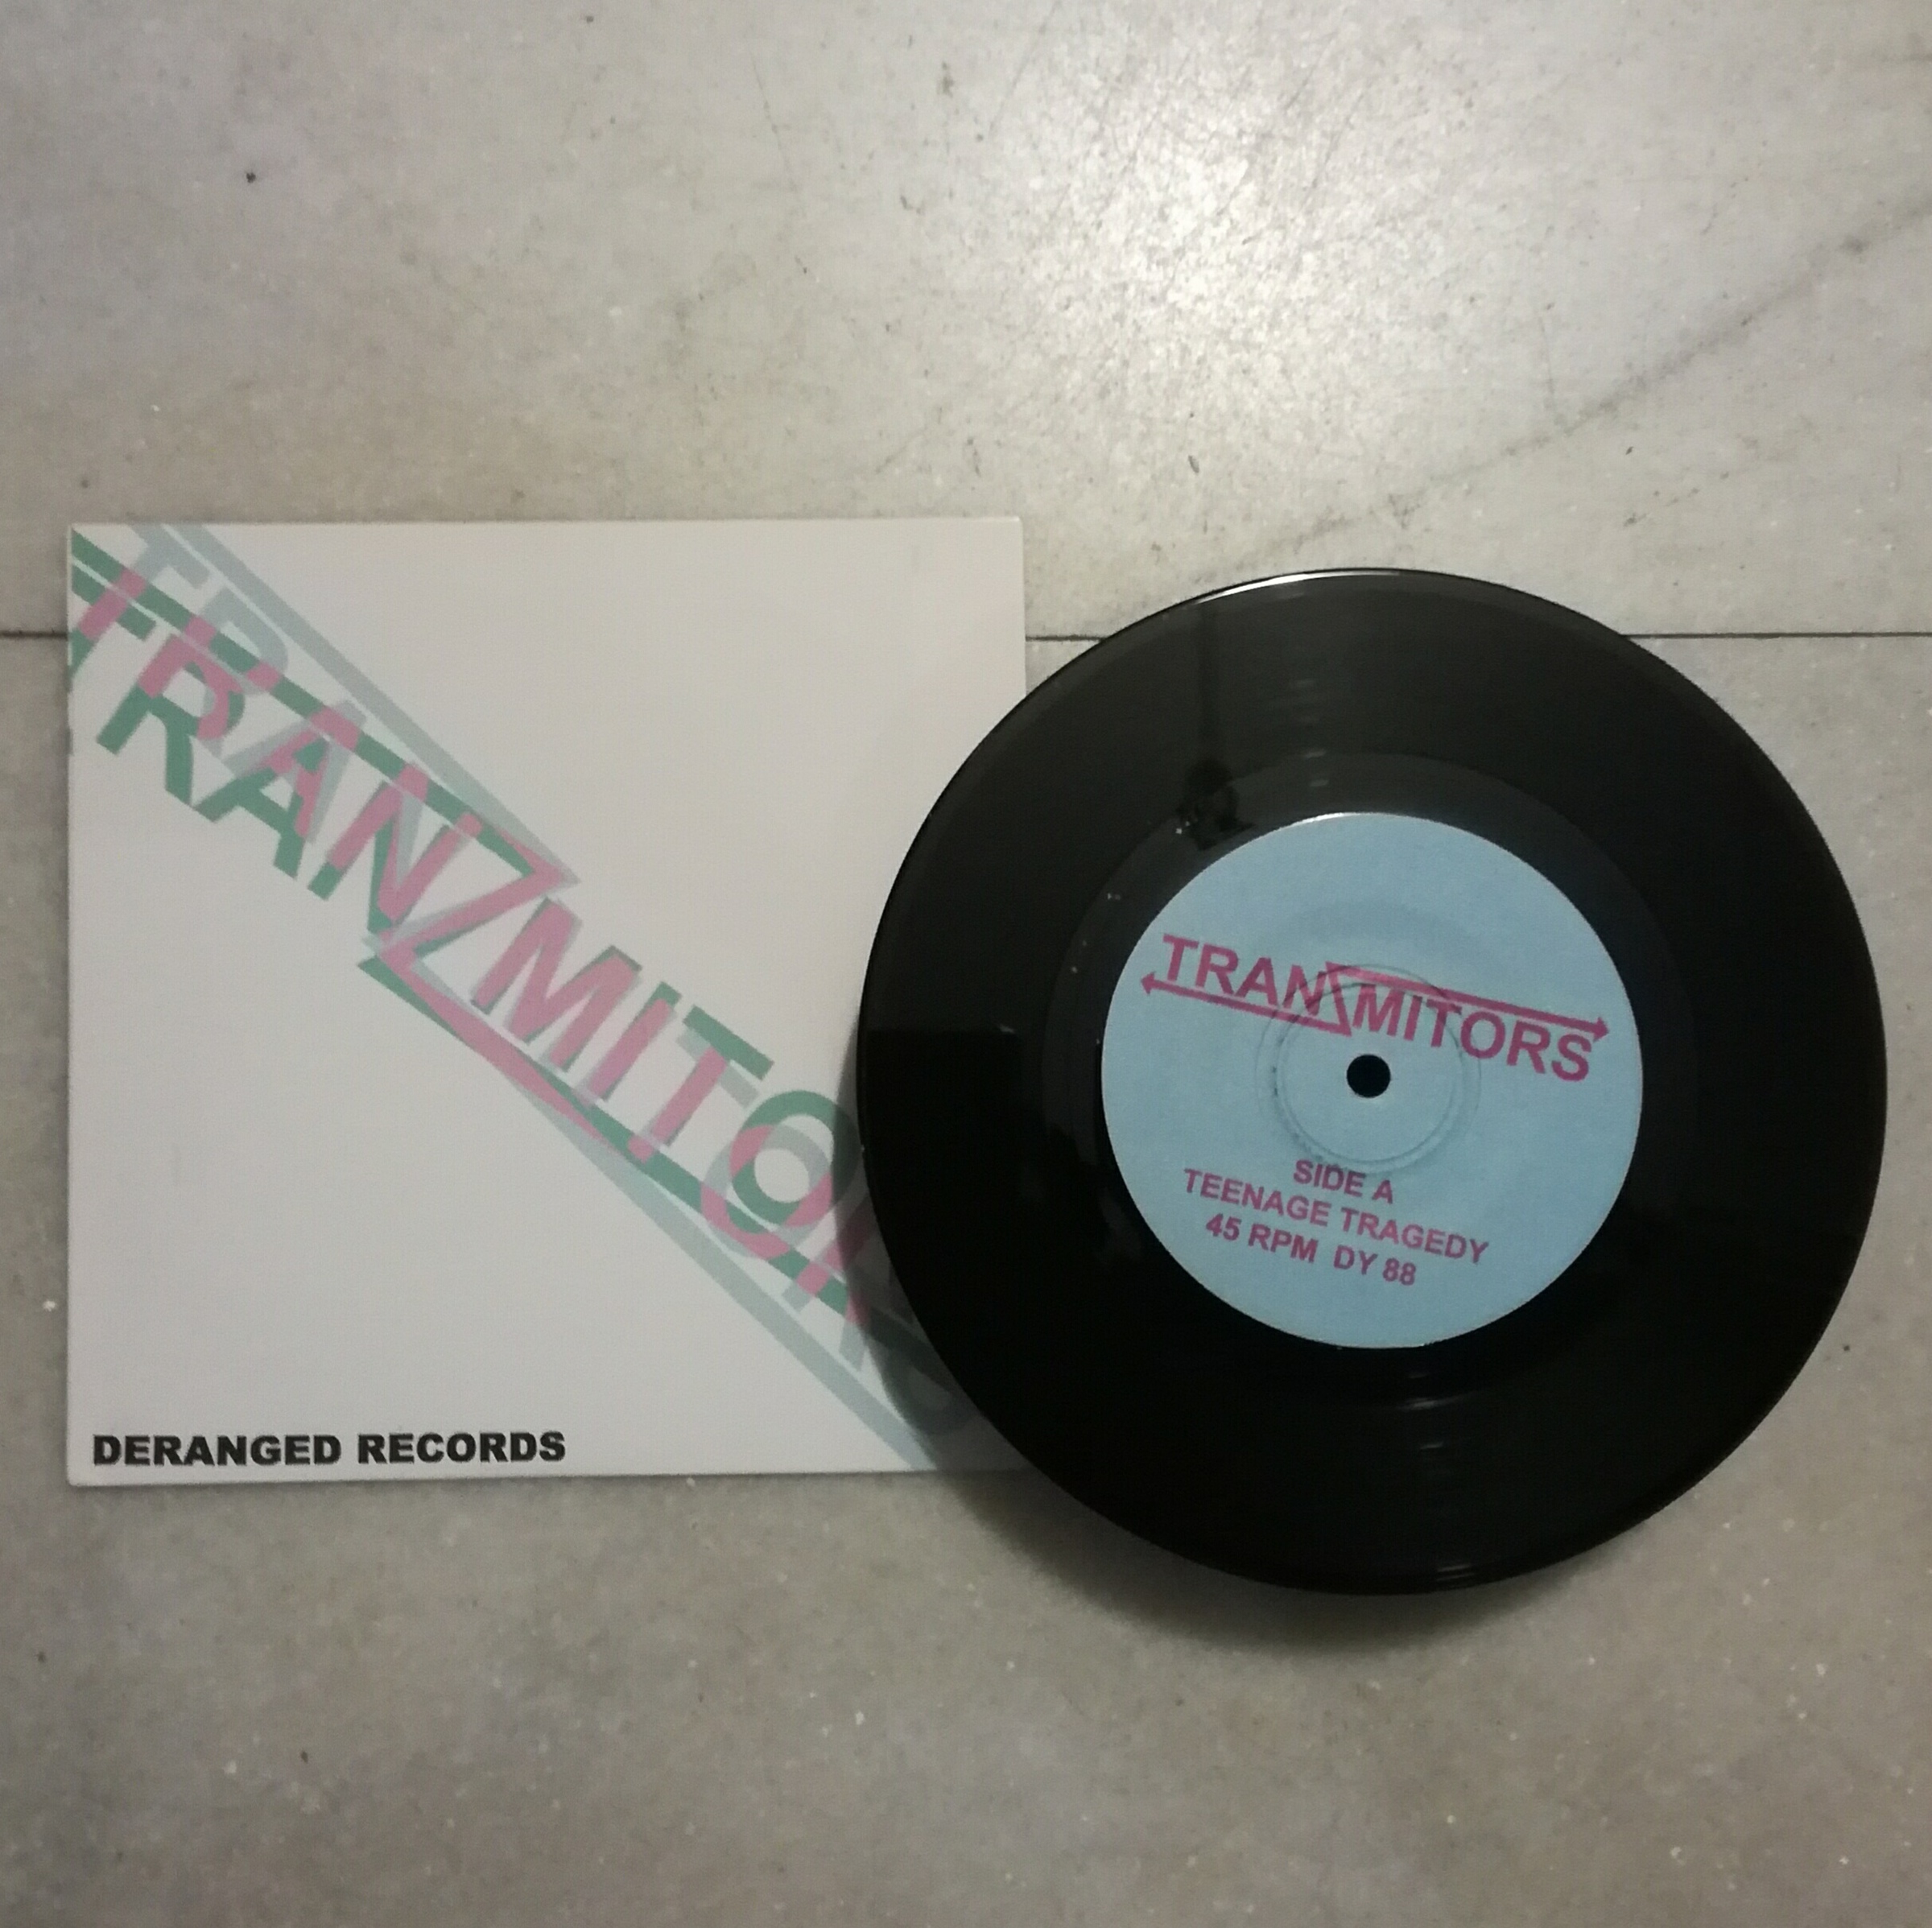 TRANZMITORS
DERANGED RECORDS
TRANZMITORS
SIDE A
TEENAGE TRAGEDY
45 RPM DY 88